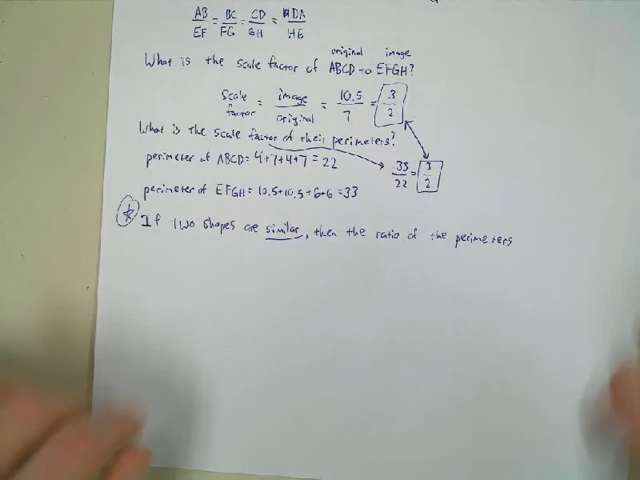 AB/EF = BC/FG = CD/GH = DA/HE
original image
What is the scale factor of ABCD to EFGH?
Scale factor = image/original = 10.5/7 = 3/2
What is the scale factor of their perimeters?
perimeter of ABCD = 4+7+4+7 = 22
33/22 = 3/2
perimeter of EFGH = 10.5+10.5+6+6 = 33
If two shapes are similar, then the ratio of the perimeters